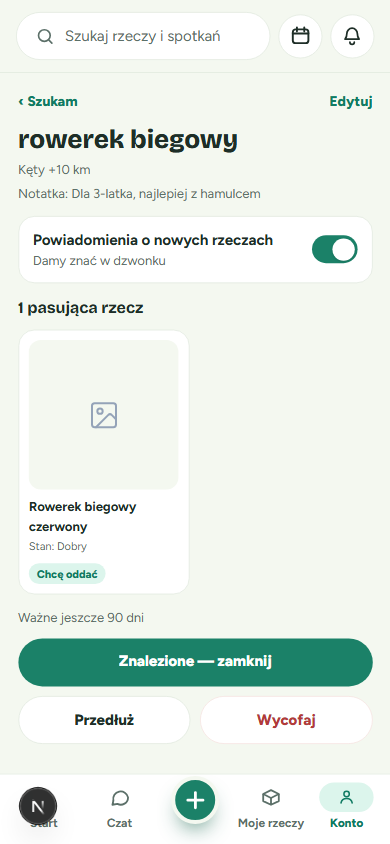 Szukaj rzeczy i spotkań
‹ Szukam
Edytuj
rowerek biegowy
Kęty +10 km
Notatka: Dla 3-latka, najlepiej z hamulcem
Powiadomienia o nowych rzeczach
Damy znać w dzwonku
1 pasująca rzecz
Rowerek biegowy
czerwony
Stan: Dobry
Chcę oddać
Ważne jeszcze 90 dni
Znalezione — zamknij
Przedłuż
Wycofaj
N
Start
Czat
Moje rzeczy
Konto